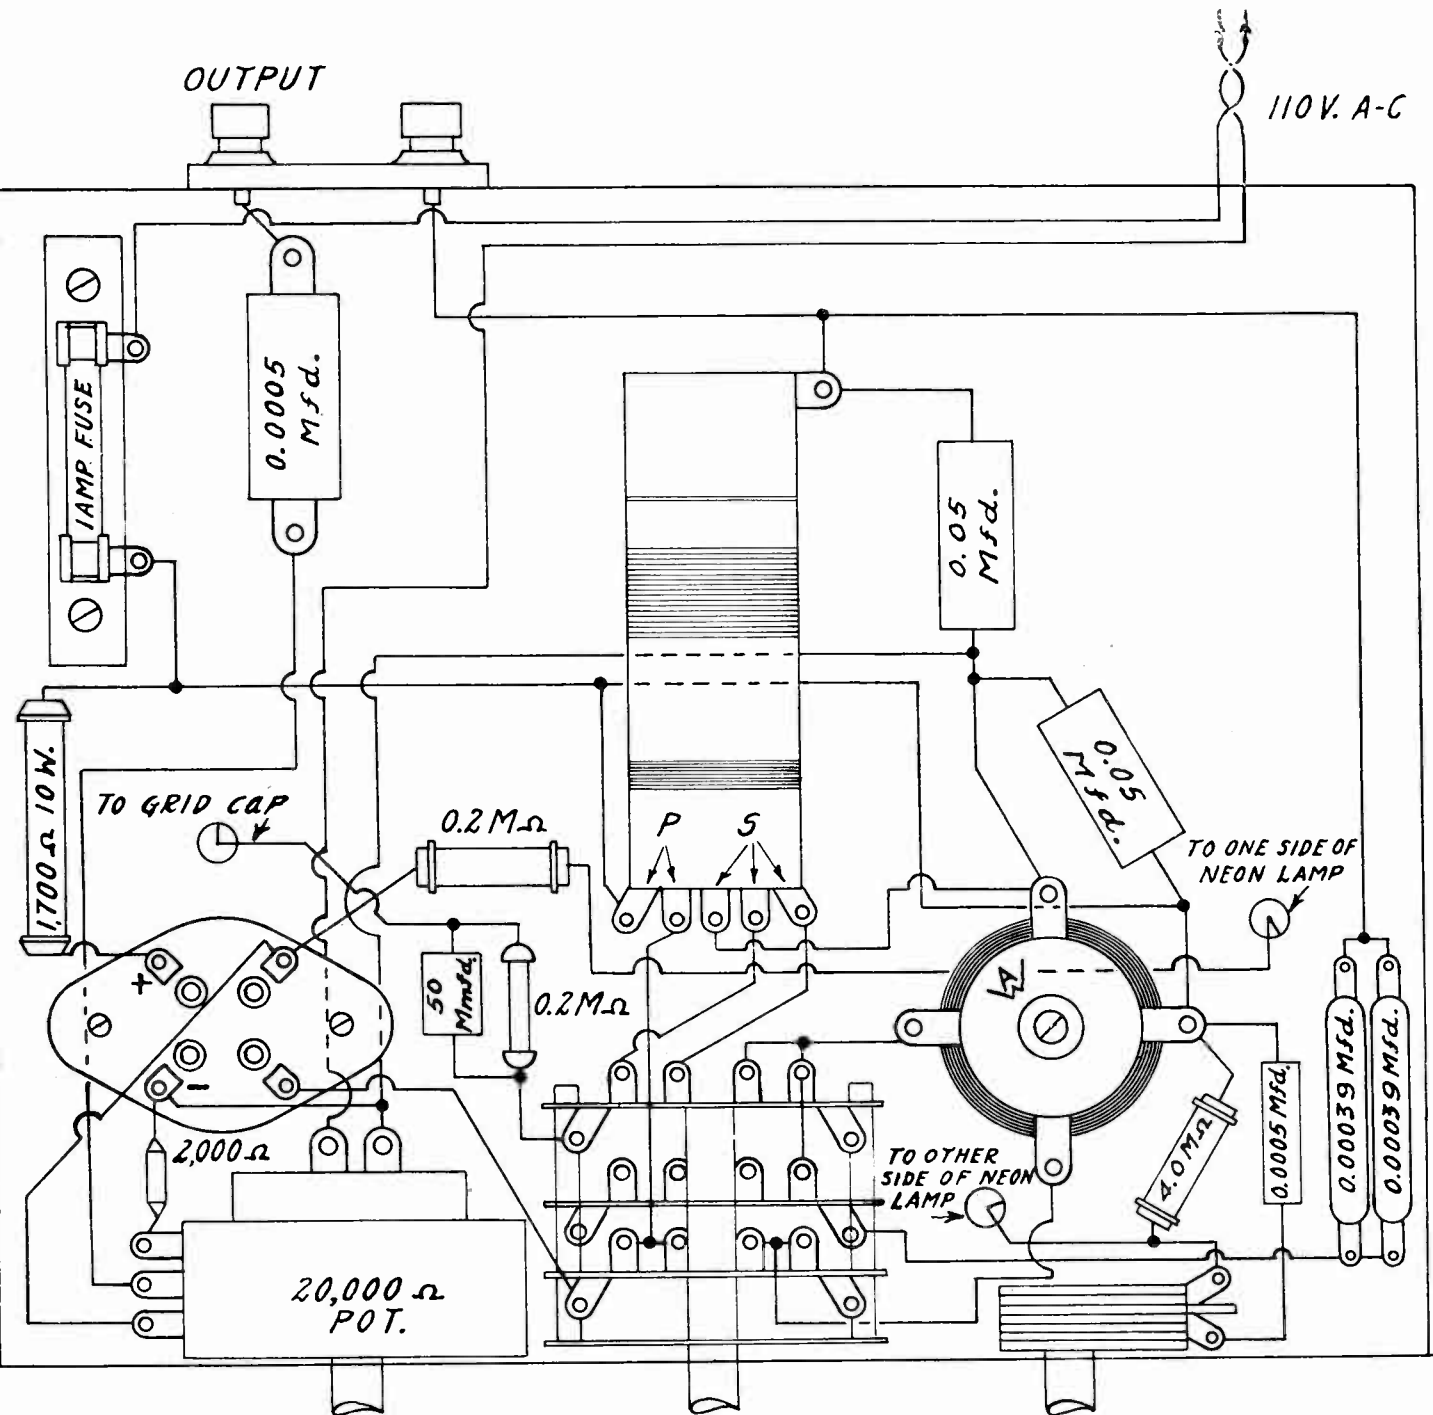 OUTPUT
110V. A-C
1AMP. FUSE
0.0005
Mfd.
0.05
Mfd.
0.05
Mfd.
1,700 Ω 10 W.
TO GRID CAP
0.2 MΩ
P
S
TO ONE SIDE OF
NEON LAMP
+
50
Mmfd.
0.2 MΩ
-
2,000 Ω
TO OTHER
SIDE OF NEON
LAMP
4.0 MΩ
0.0005 Mfd.
0.00039 Mfd.
0.00039 Mfd.
20,000 Ω
POT.